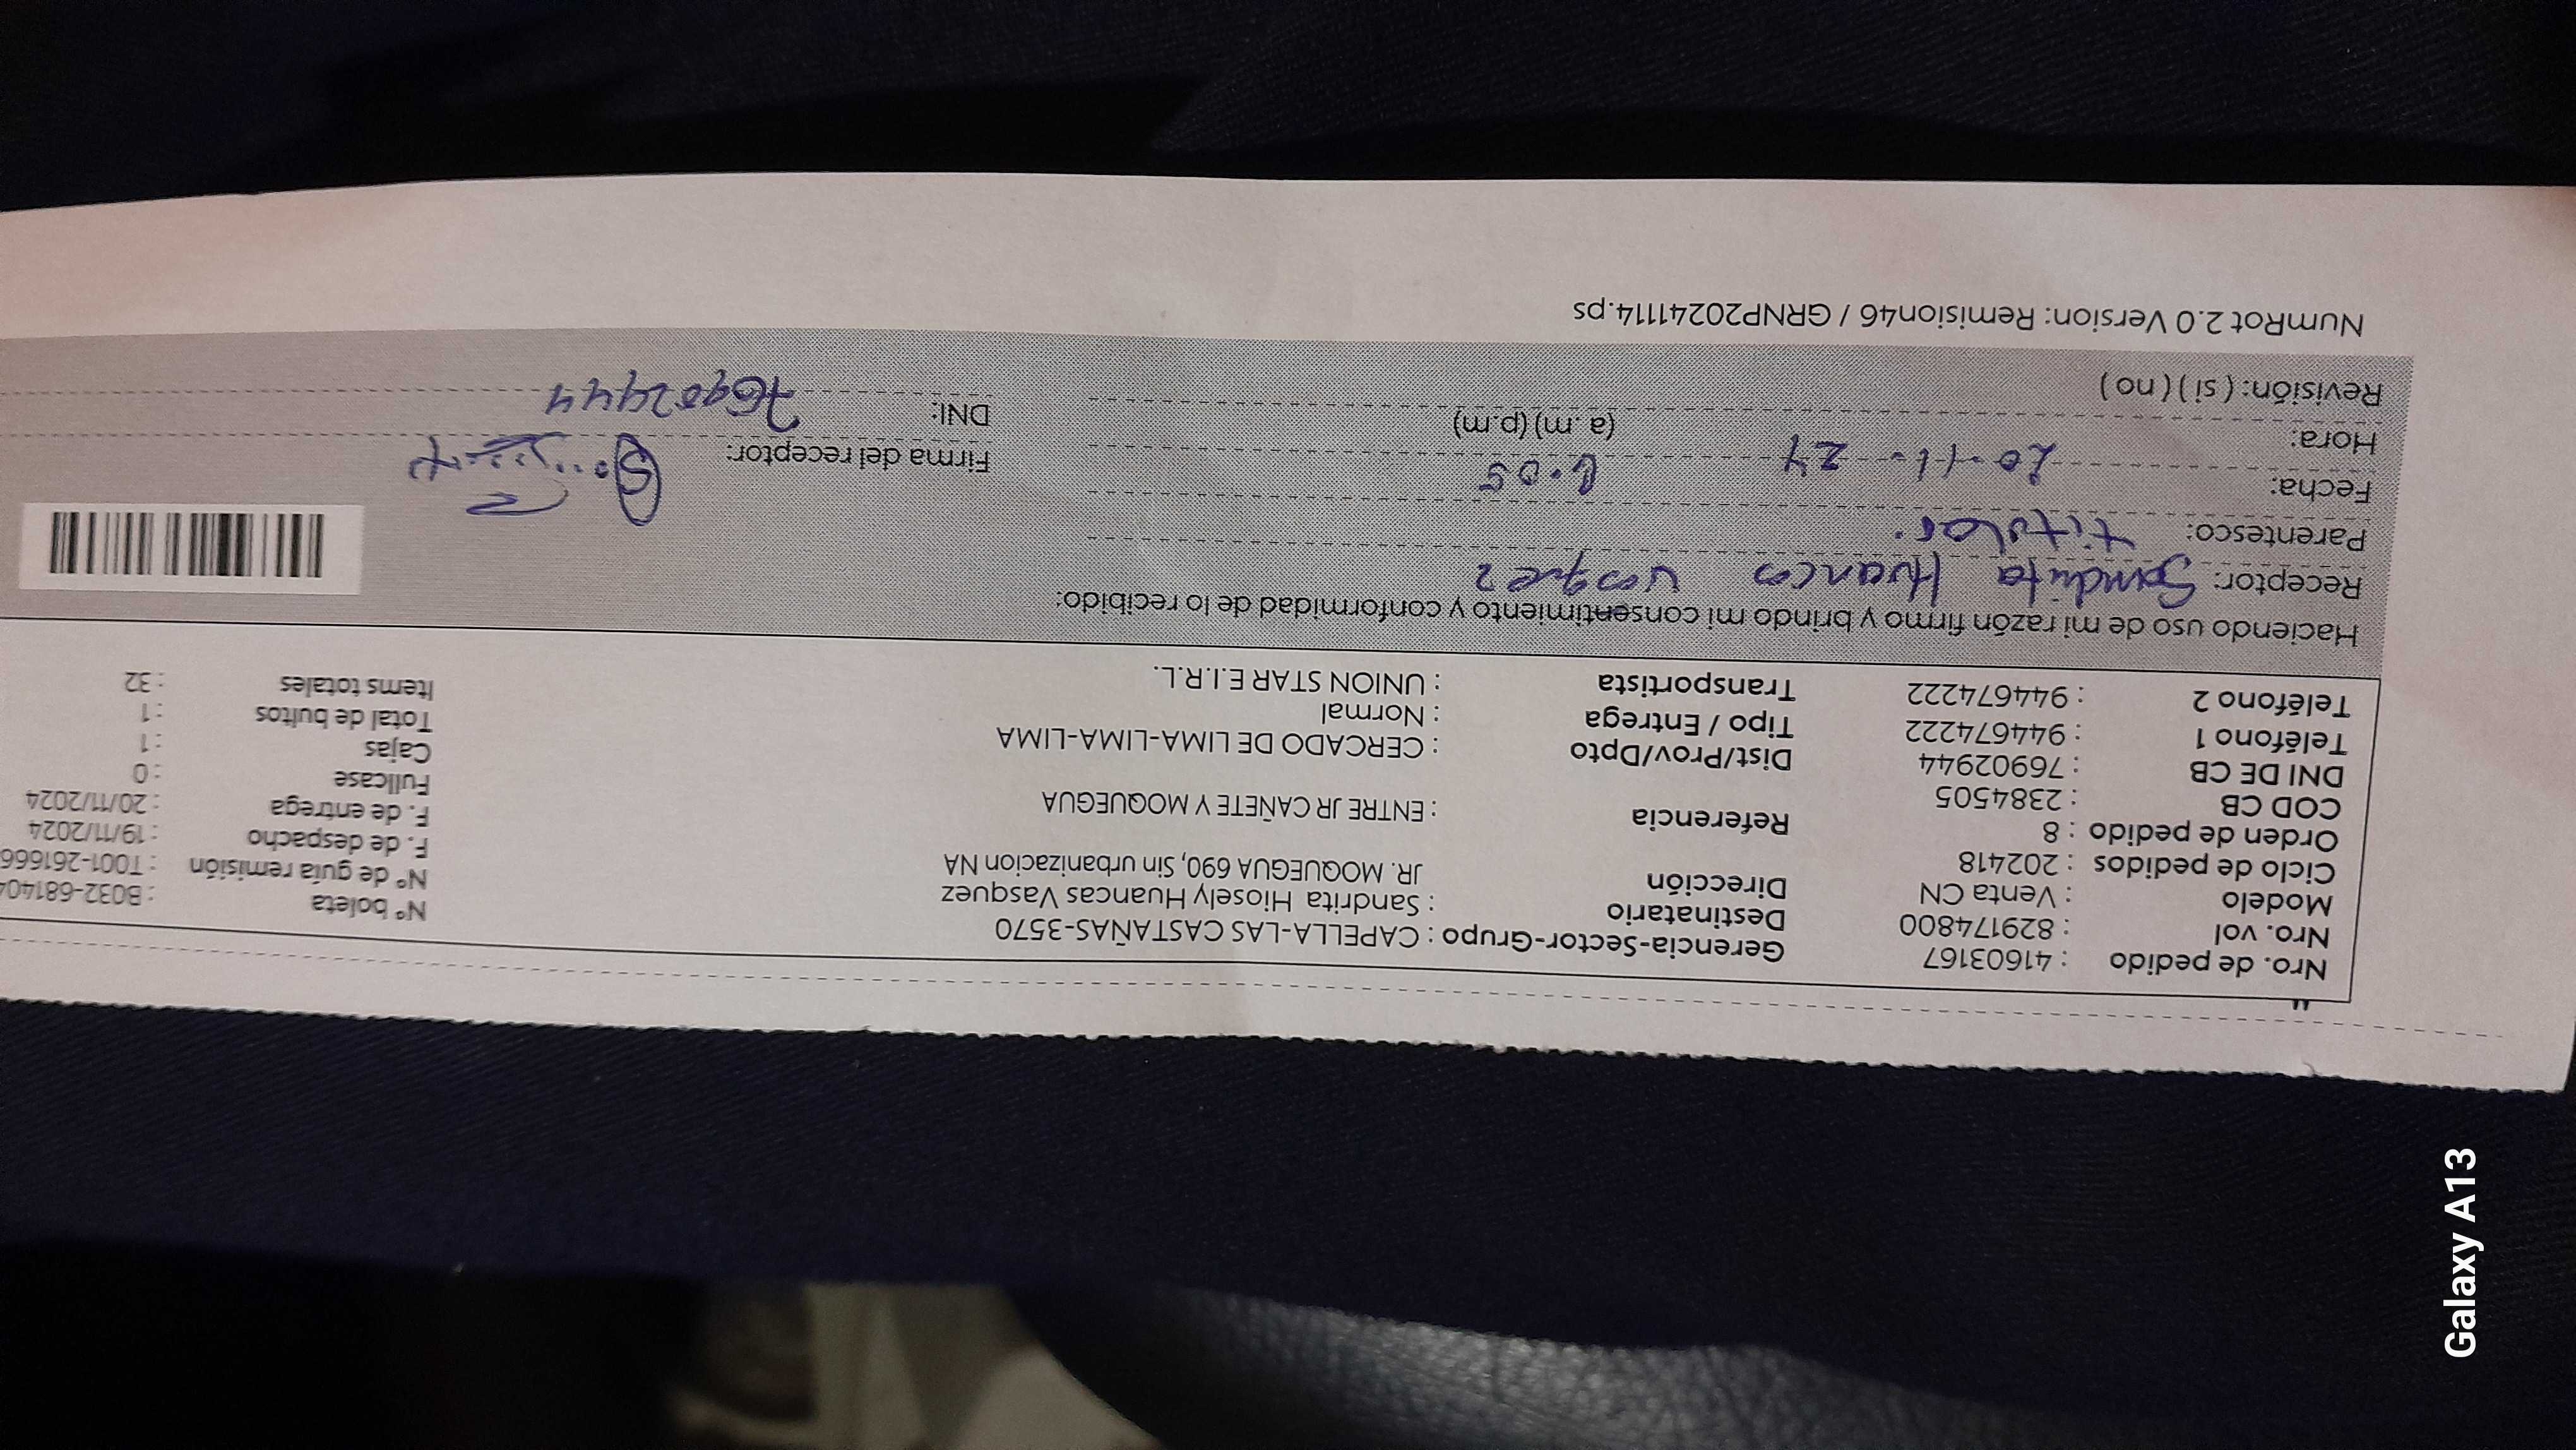 "
Nro. de pedido : 41603167 Gerencia-Sector-Grupo : CAPELLA-LAS CASTAÑAS-3570 N° boleta : B032-681404
Nro. vol : 829174800 Destinatario : Sandrita Hiosely Huancas Vasquez N° de guía remisión : T001-261666
Modelo : Venta CN Dirección JR. MOQUEGUA 690, Sin urbanizacion NA F. de despacho : 19/11/2024
Ciclo de pedidos : 202418 F. de entrega : 20/11/2024
Orden de pedido : 8 Referencia : ENTRE JR CAÑETE Y MOQUEGUA Fullcase : 0
COD CB : 2384505 Cajas : 1
DNI DE CB : 76902944 Dist/Prov/Dpto : CERCADO DE LIMA-LIMA-LIMA Total de bultos : 1
Teléfono 1 : 944674222 Tipo / Entrega : Normal Items totales : 32
Teléfono 2 : 944674222 Transportista : UNION STAR E.I.R.L.
Haciendo uso de mi razón firmo y brindo mi consentimiento y conformidad de lo recibido:
Receptor: Sandrita Huancas Vasquez
Parentesco: titular.
Fecha: 20-11-24 6:05 Firma del receptor:
Hora: (a.m) (p.m) DNI: 76902944
Revisión: ( si ) ( no )
NumRot 2.0 Version: Remision46 / GRNP20241114.ps
Galaxy A13